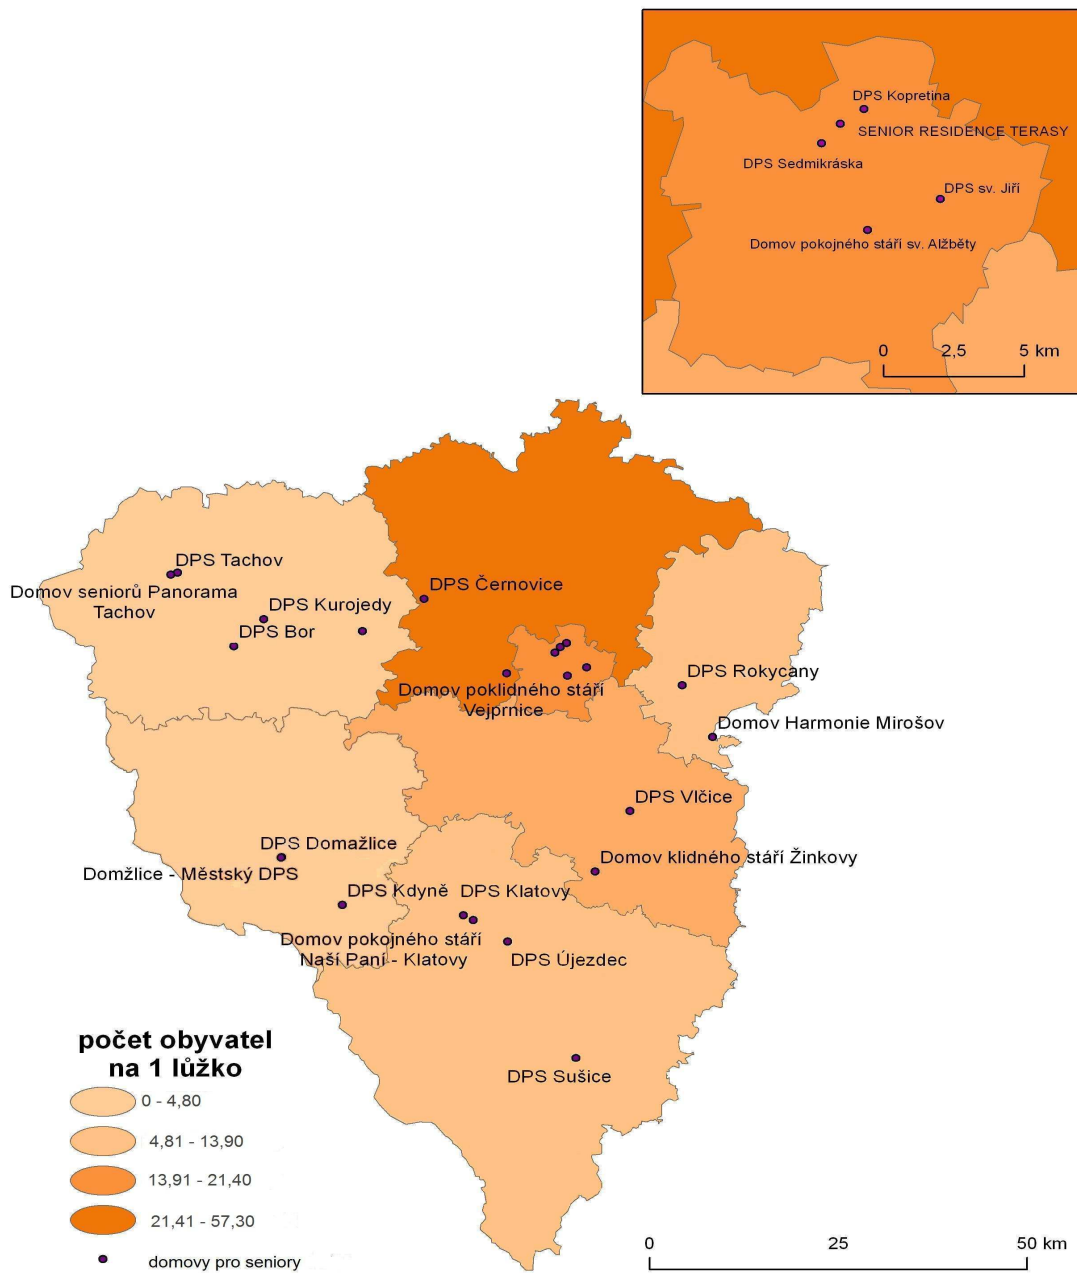 DPS Kopretina
SENIOR RESIDENCE TERASY
DPS Sedmikráska
DPS sv. Jiří
Domov pokojného stáří sv. Alžběty
0 2,5 5 km
DPS Tachov
Domov seniorů Panorama
Tachov
DPS Kurojedy
DPS Bor
DPS Černovice
Domov poklidného stáří
Vejprnice
DPS Rokycany
Domov Harmonie Mirošov
DPS Vlčice
Domov klidného stáří Žinkovy
DPS Domažlice
Domžlice - Městský DPS
DPS Kdyně
DPS Klatovy
Domov pokojného stáří
Naší Paní - Klatovy
DPS Újezdec
DPS Sušice
počet obyvatel
na 1 lůžko
0 - 4,80
4,81 - 13,90
13,91 - 21,40
21,41 - 57,30
domovy pro seniory
0 25 50 km